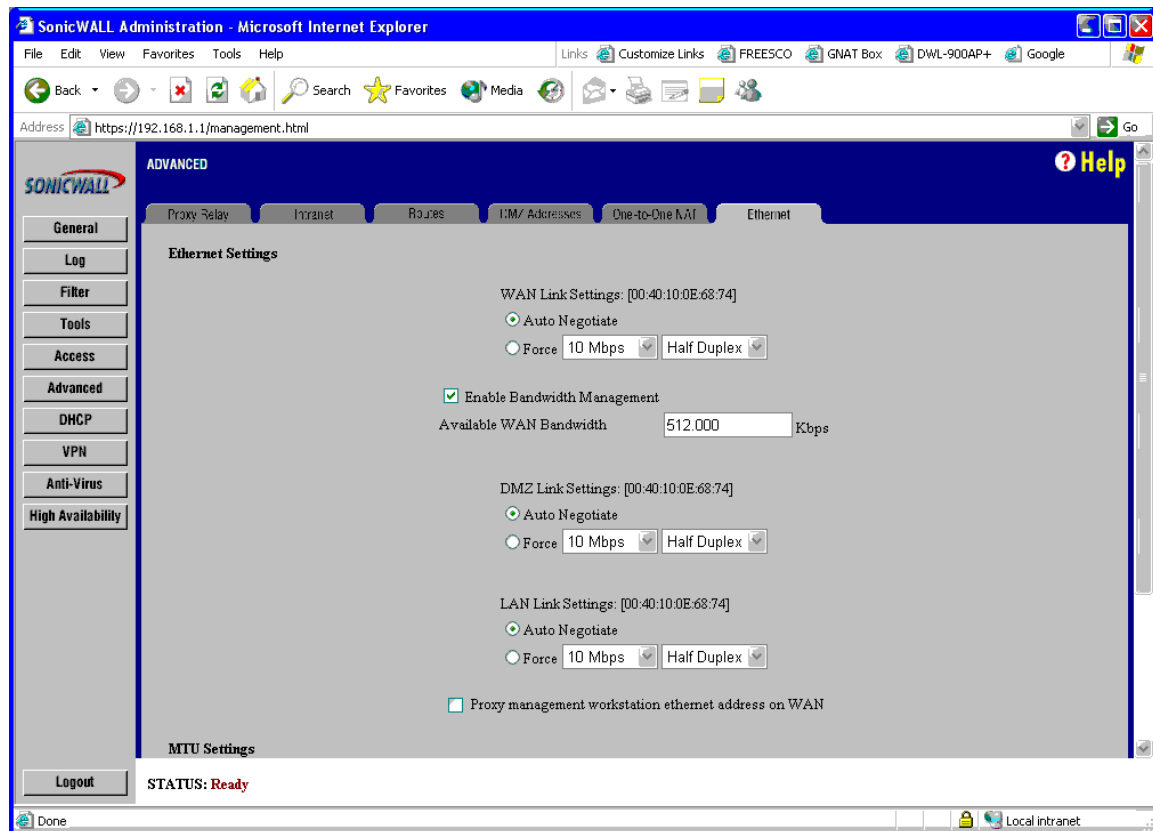 SonicWALL Administration - Microsoft Internet Explorer
File Edit View Favorites Tools Help Links Customize Links FREESCO GNAT Box DWL-900AP+ Google
Back Search Favorites Media
Address https://192.168.1.1/management.html Go
SONICWALL
ADVANCED
? Help
Proxy Relay Intranet Routes DMZ Addresses One-to-One NAT Ethernet
General
Log
Filter
Tools
Access
Advanced
DHCP
VPN
Anti-Virus
High Availability
Logout
Ethernet Settings
WAN Link Settings: [00:40:10:0E:68:74]
Auto Negotiate
Force 10 Mbps Half Duplex
Enable Bandwidth Management
Available WAN Bandwidth 512.000 Kbps
DMZ Link Settings: [00:40:10:0E:68:74]
Auto Negotiate
Force 10 Mbps Half Duplex
LAN Link Settings: [00:40:10:0E:68:74]
Auto Negotiate
Force 10 Mbps Half Duplex
Proxy management workstation ethernet address on WAN
MTU Settings
STATUS: Ready
Done Local intranet